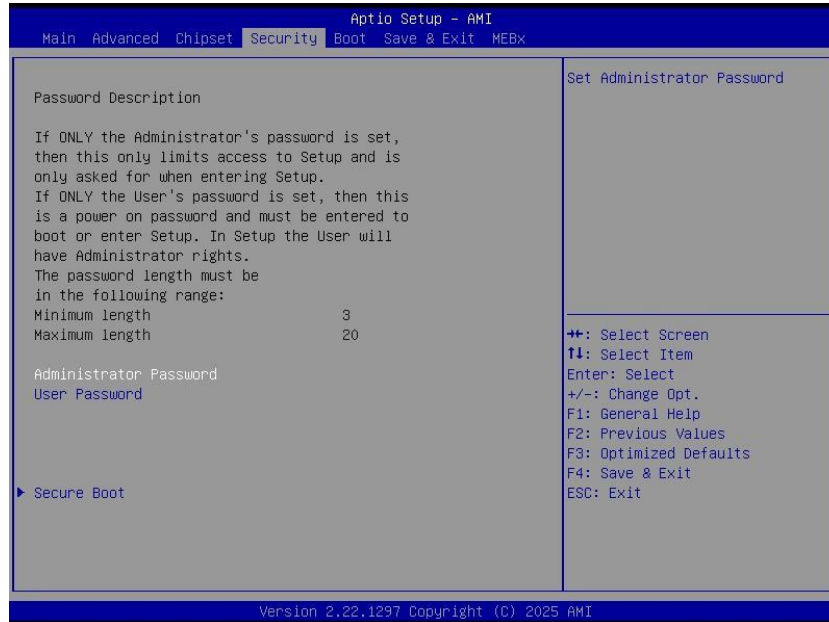 Aptio Setup - AMI
Main Advanced Chipset Security Boot Save & Exit MEBx
Password Description
If ONLY the Administrator's password is set,
then this only limits access to Setup and is
only asked for when entering Setup.
If ONLY the User's password is set, then this
is a power on password and must be entered to
boot or enter Setup. In Setup the User will
have Administrator rights.
The password length must be
in the following range:
Minimum length 3
Maximum length 20
Administrator Password
User Password
Secure Boot
Set Administrator Password
→←: Select Screen
↑↓: Select Item
Enter: Select
+/-: Change Opt.
F1: General Help
F2: Previous Values
F3: Optimized Defaults
F4: Save & Exit
ESC: Exit
Version 2.22.1297 Copyright (C) 2025 AMI